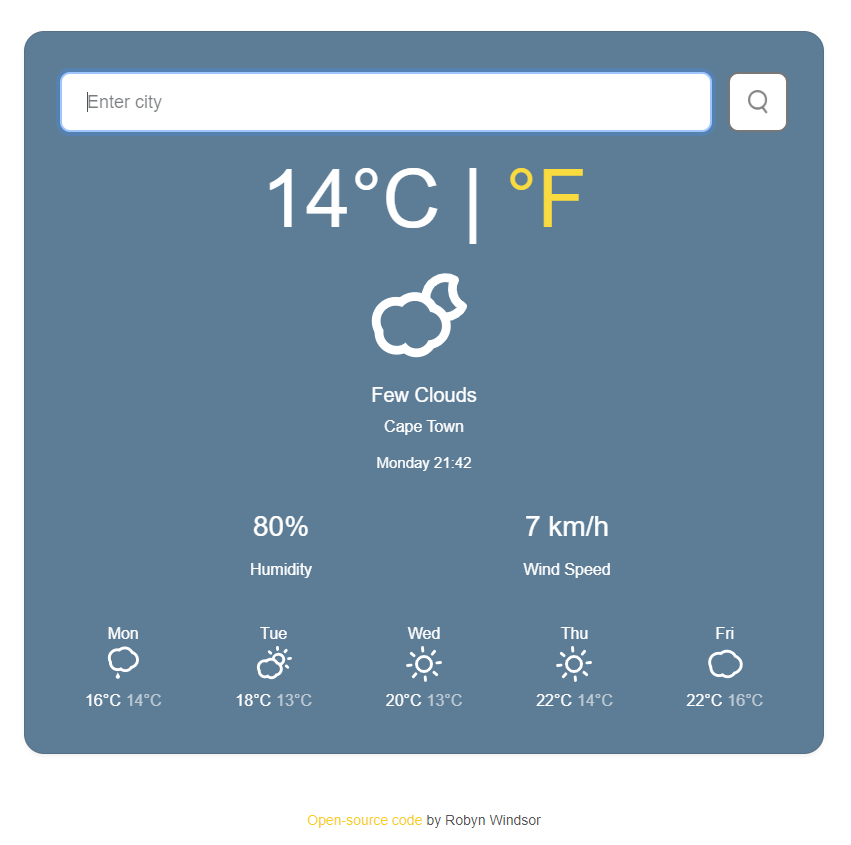 Enter city
14°C | °F
Few Clouds
Cape Town
Monday 21:42
80% 7 km/h
Humidity Wind Speed
Mon Tue Wed Thu Fri
16°C 14°C 18°C 13°C 20°C 13°C 22°C 14°C 22°C 16°C
Open-source code by Robyn Windsor